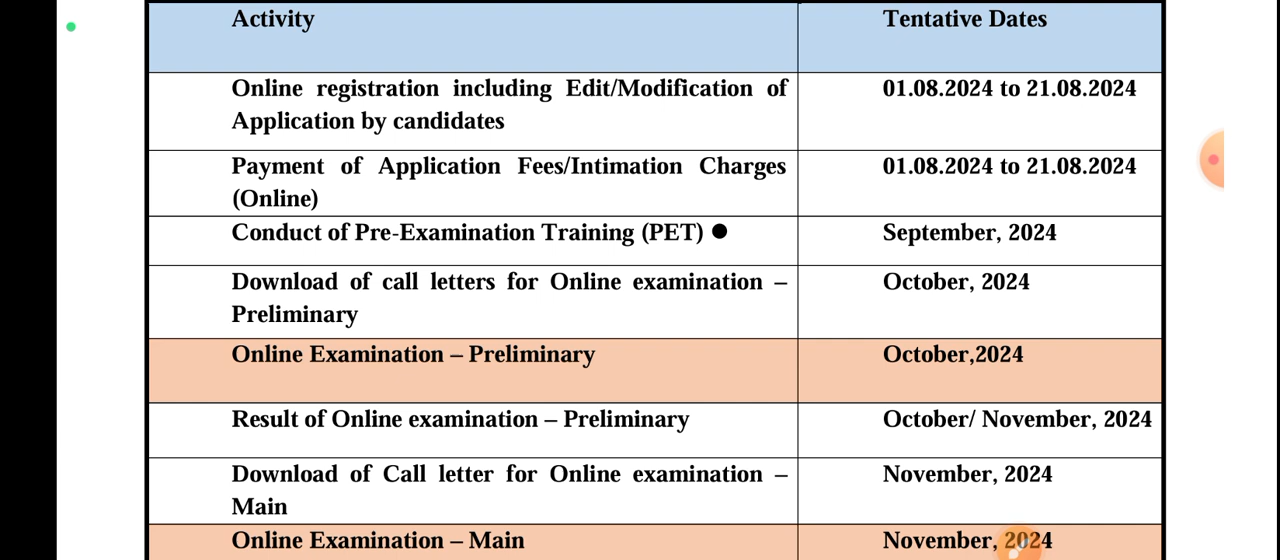 Activity Tentative Dates
Online registration including Edit/Modification of 01.08.2024 to 21.08.2024
Application by candidates
Payment of Application Fees/Intimation Charges 01.08.2024 to 21.08.2024
(Online)
Conduct of Pre-Examination Training (PET) ● September, 2024
Download of call letters for Online examination – October, 2024
Preliminary
Online Examination – Preliminary October,2024
Result of Online examination – Preliminary October/ November, 2024
Download of Call letter for Online examination – November, 2024
Main
Online Examination – Main November, 2024